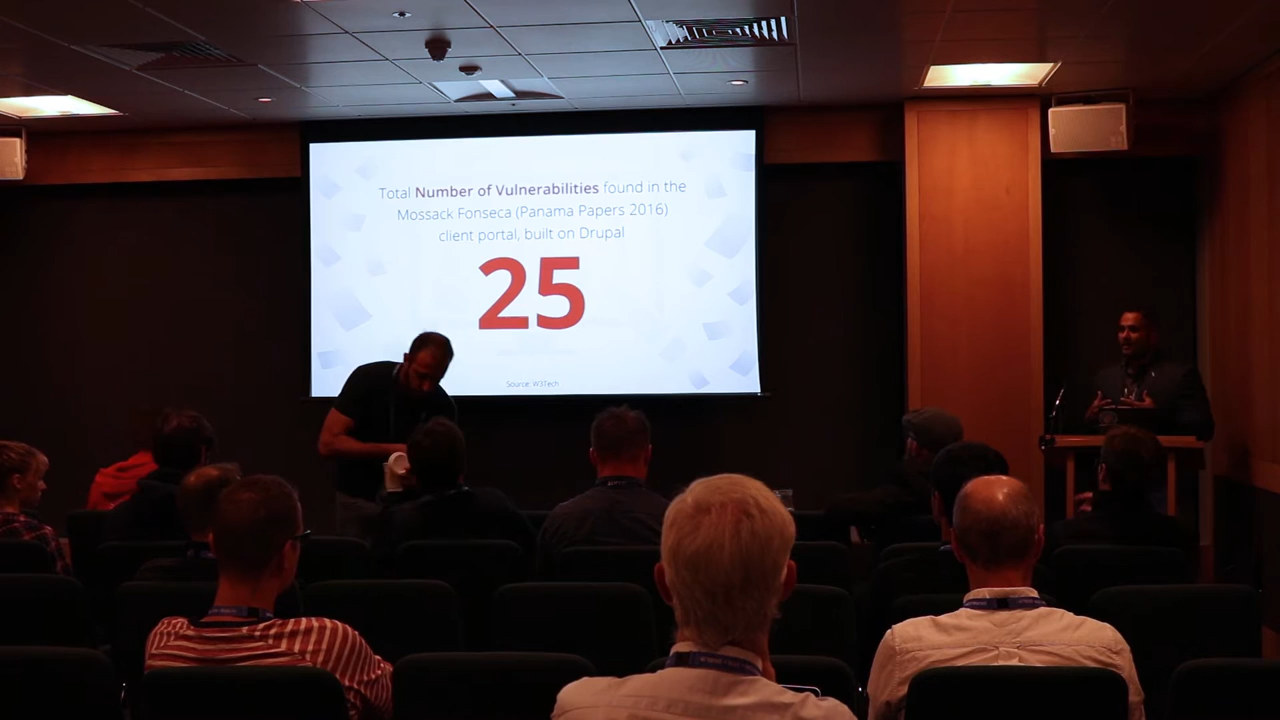 Total Number of Vulnerabilities found in the
Mossack Fonseca (Panama Papers 2016)
client portal, built on Drupal
25
Source: W3Tech